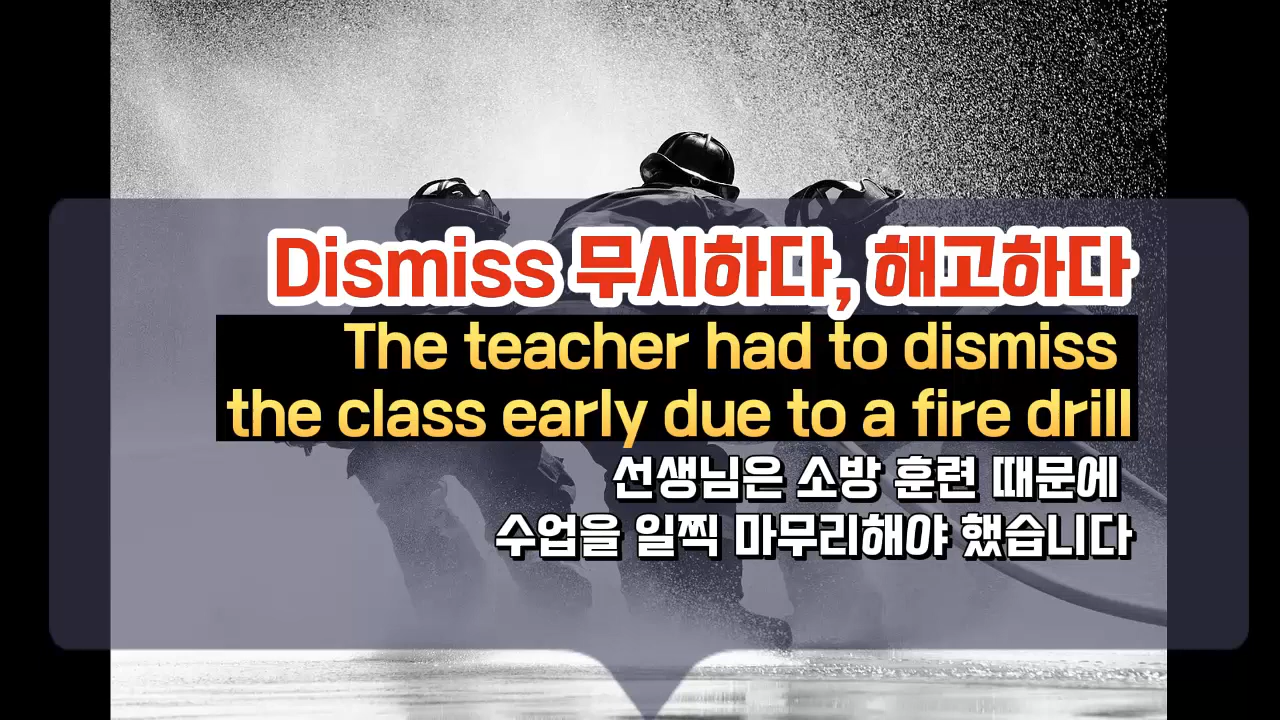 Dismiss 무시하다, 해고하다
The teacher had to dismiss
the class early due to a fire drill
선생님은 소방 훈련 때문에
수업을 일찍 마무리해야 했습니다